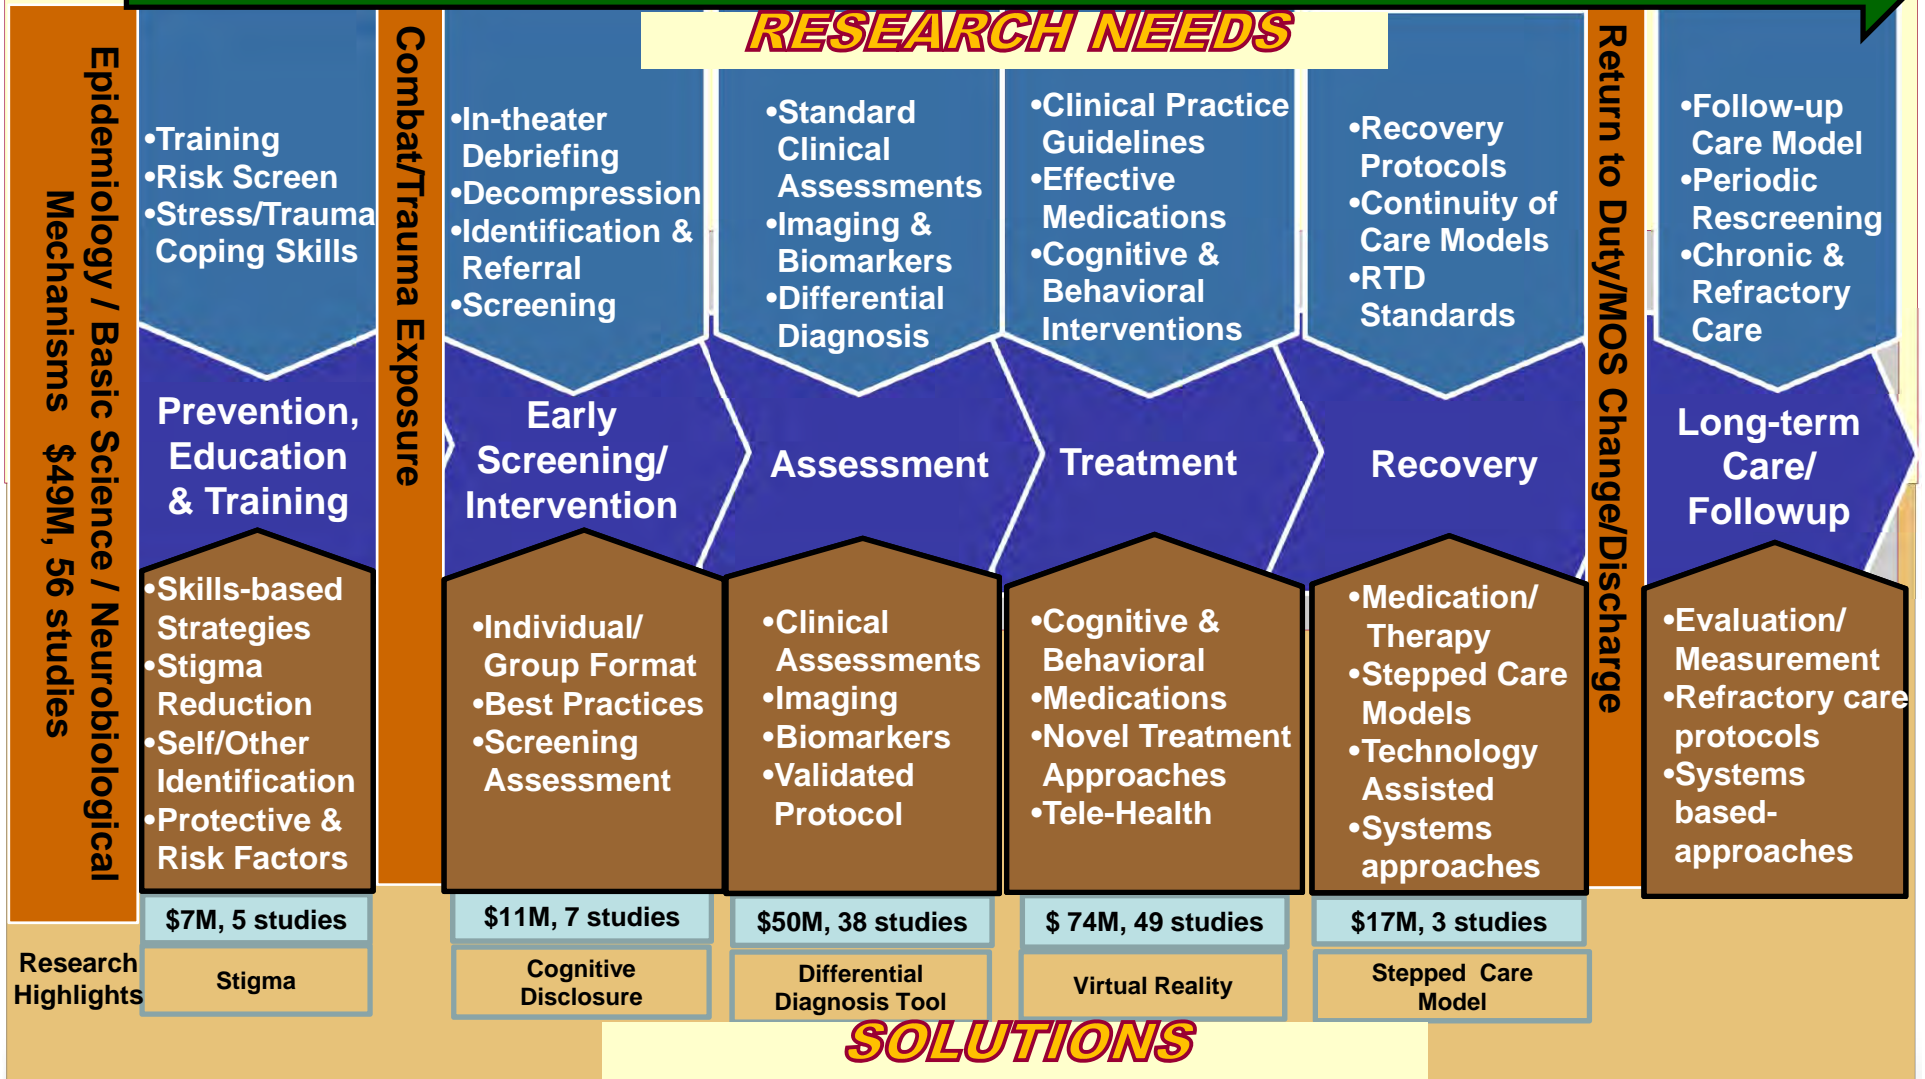 RESEARCH NEEDS
Epidemiology / Basic Science / Neurobiological
Mechanisms $49M, 56 studies
•Training
•Risk Screen
•Stress/Trauma
Coping Skills
Combat/Trauma Exposure
•In-theater
Debriefing
•Decompression
•Identification &
Referral
•Screening
•Standard
Clinical
Assessments
•Imaging &
Biomarkers
•Differential
Diagnosis
•Clinical Practice
Guidelines
•Effective
Medications
•Cognitive &
Behavioral
Interventions
•Recovery
Protocols
•Continuity of
Care Models
•RTD
Standards
Return to Duty/MOS Change/Discharge
•Follow-up
Care Model
•Periodic
Rescreening
•Chronic &
Refractory
Care
Prevention,
Education
& Training
Early
Screening/
Intervention
Assessment
Treatment
Recovery
Long-term
Care/
Followup
•Skills-based
Strategies
•Stigma
Reduction
•Self/Other
Identification
•Protective &
Risk Factors
•Individual/
Group Format
•Best Practices
•Screening
Assessment
•Clinical
Assessments
•Imaging
•Biomarkers
•Validated
Protocol
•Cognitive &
Behavioral
•Medications
•Novel Treatment
Approaches
•Tele-Health
•Medication/
Therapy
•Stepped Care
Models
•Technology
Assisted
•Systems
approaches
•Evaluation/
Measurement
•Refractory care
protocols
•Systems
based-
approaches
$7M, 5 studies
$11M, 7 studies
$50M, 38 studies
$ 74M, 49 studies
$17M, 3 studies
Research
Highlights
Stigma
Cognitive
Disclosure
Differential
Diagnosis Tool
Virtual Reality
Stepped Care
Model
SOLUTIONS